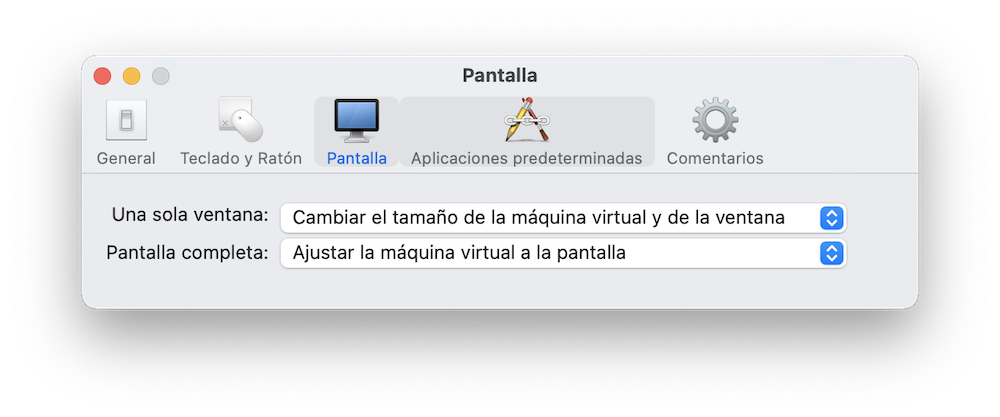 Pantalla
General
Teclado y Ratón
Pantalla
Aplicaciones predeterminadas
Comentarios
Una sola ventana: Cambiar el tamaño de la máquina virtual y de la ventana
Pantalla completa: Ajustar la máquina virtual a la pantalla